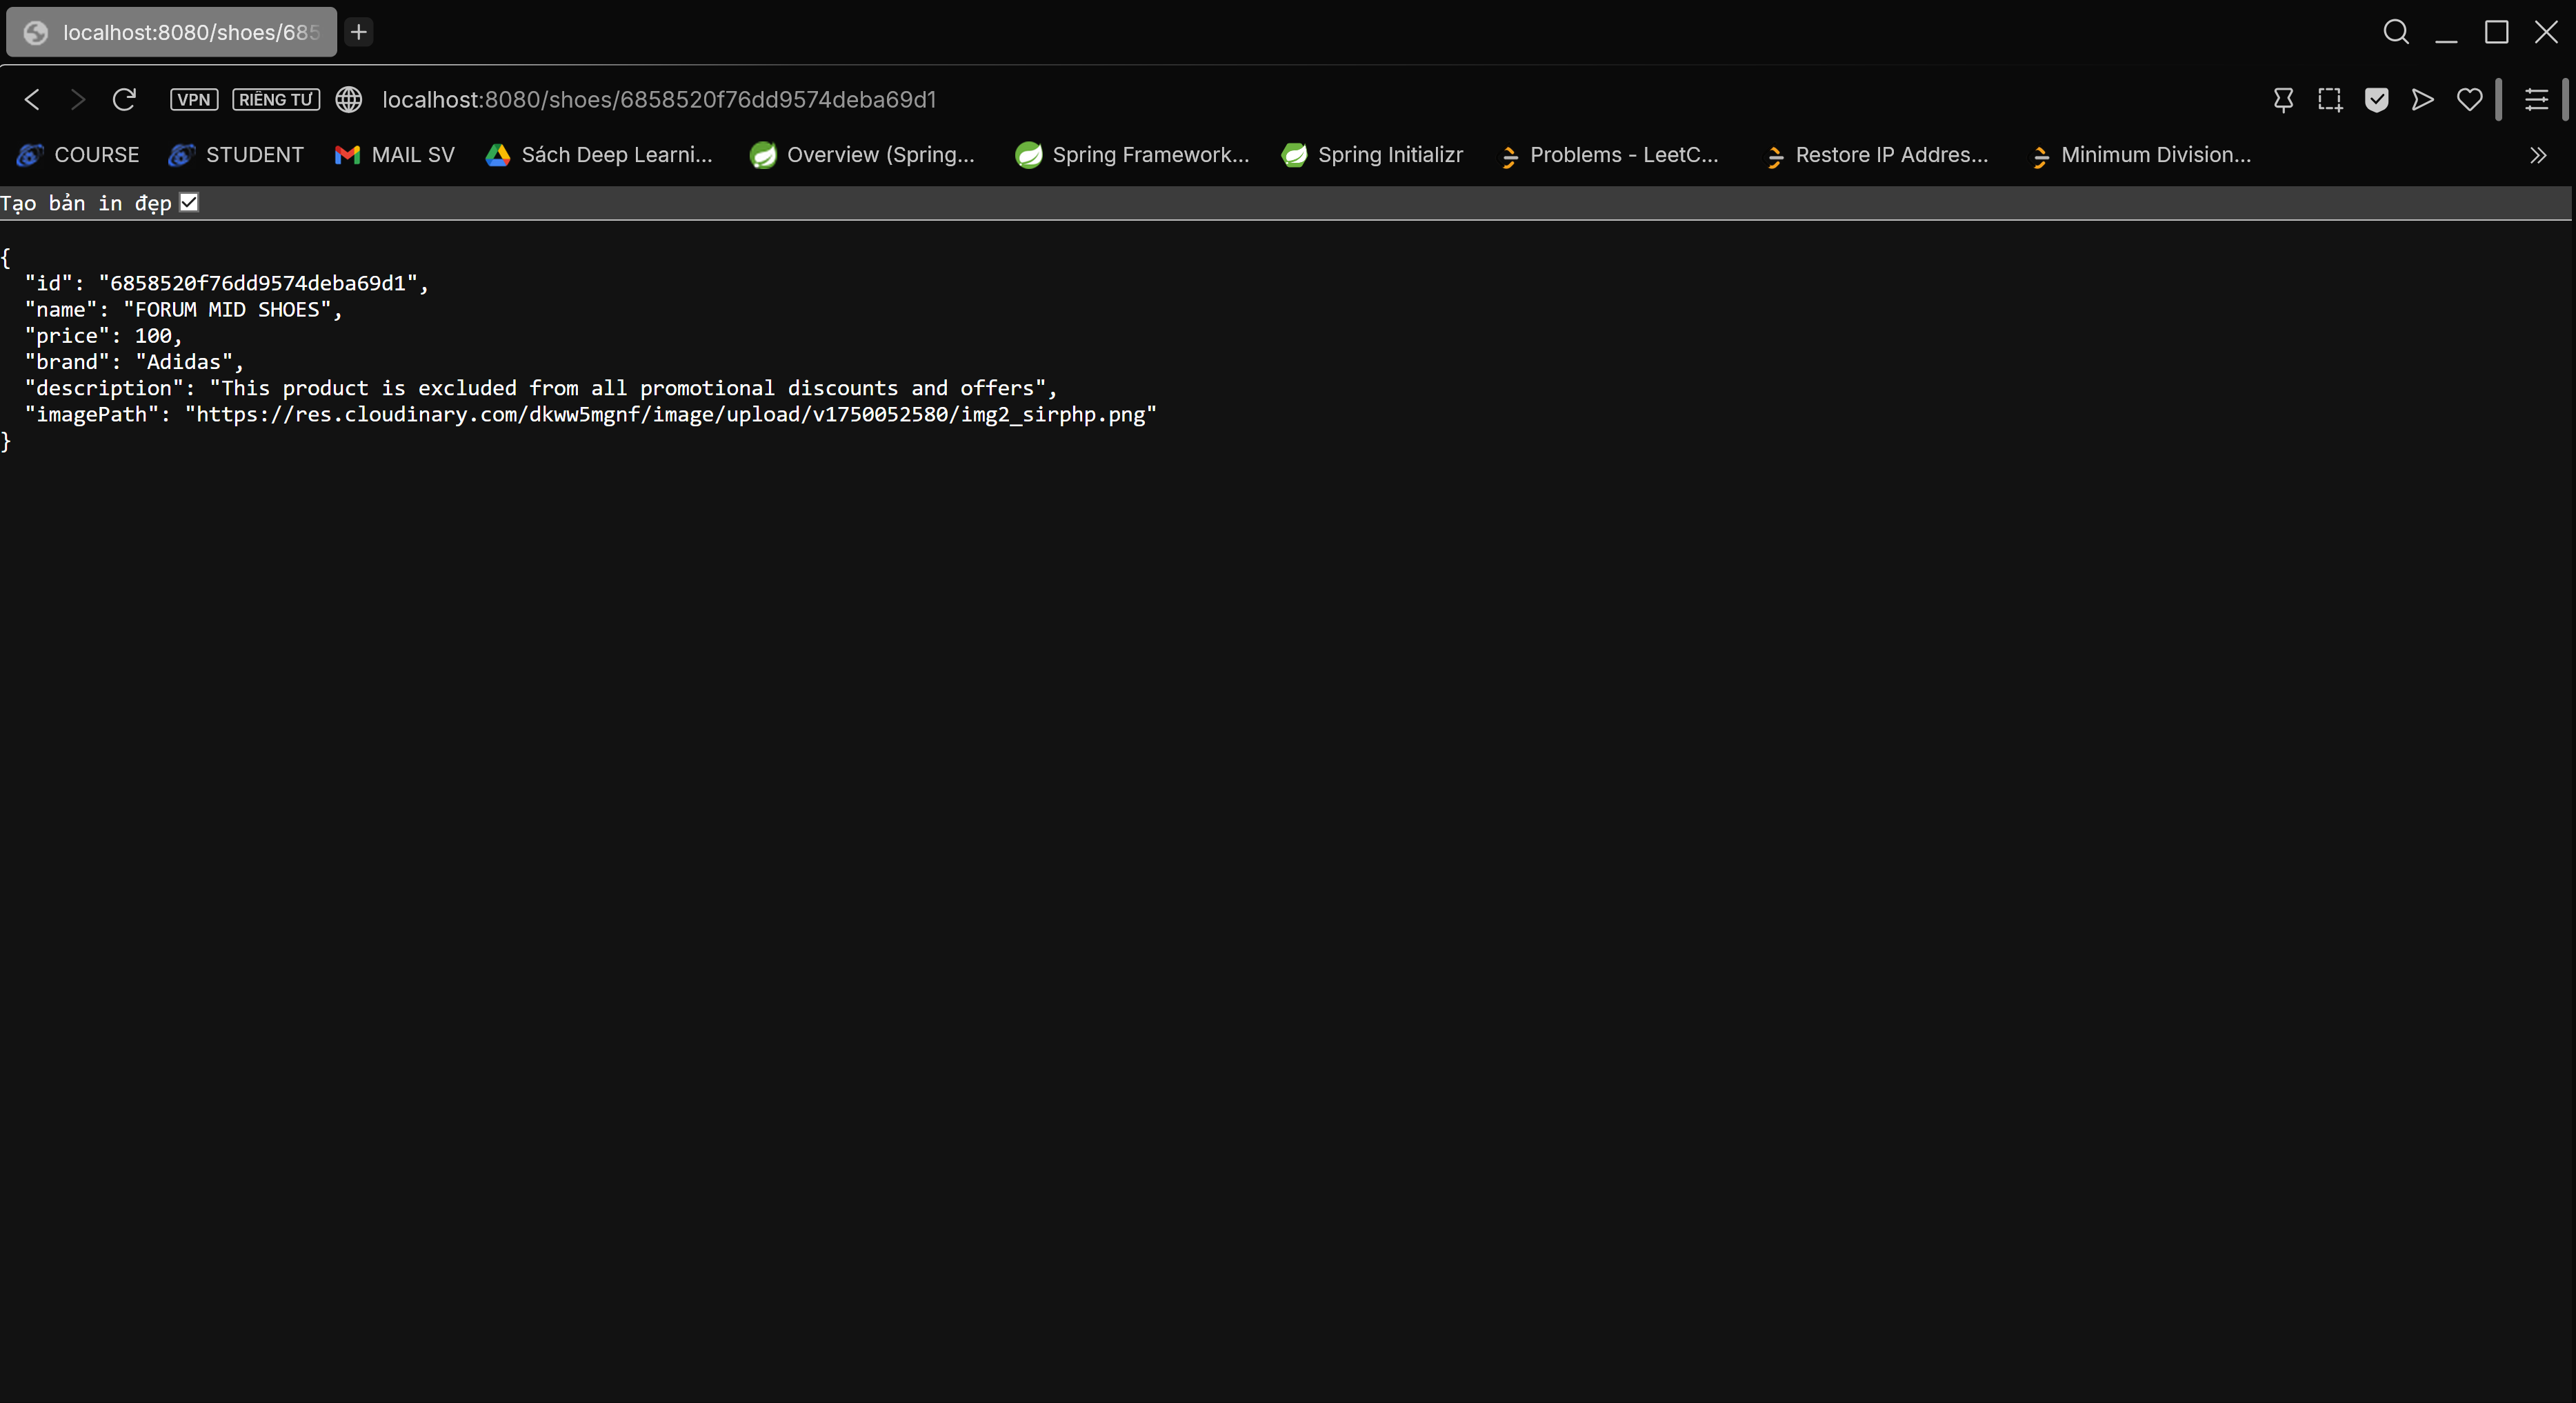 localhost:8080/shoes/685
VPN RIÊNG TƯ localhost:8080/shoes/6858520f76dd9574deba69d1
COURSE STUDENT MAIL SV Sách Deep Learni... Overview (Spring... Spring Framework... Spring Initializr Problems - LeetC... Restore IP Addres... Minimum Division...
Tạo bản in đẹp
{
  "id": "6858520f76dd9574deba69d1",
  "name": "FORUM MID SHOES",
  "price": 100,
  "brand": "Adidas",
  "description": "This product is excluded from all promotional discounts and offers",
  "imagePath": "https://res.cloudinary.com/dkww5mgnf/image/upload/v1750052580/img2_sirphp.png"
}